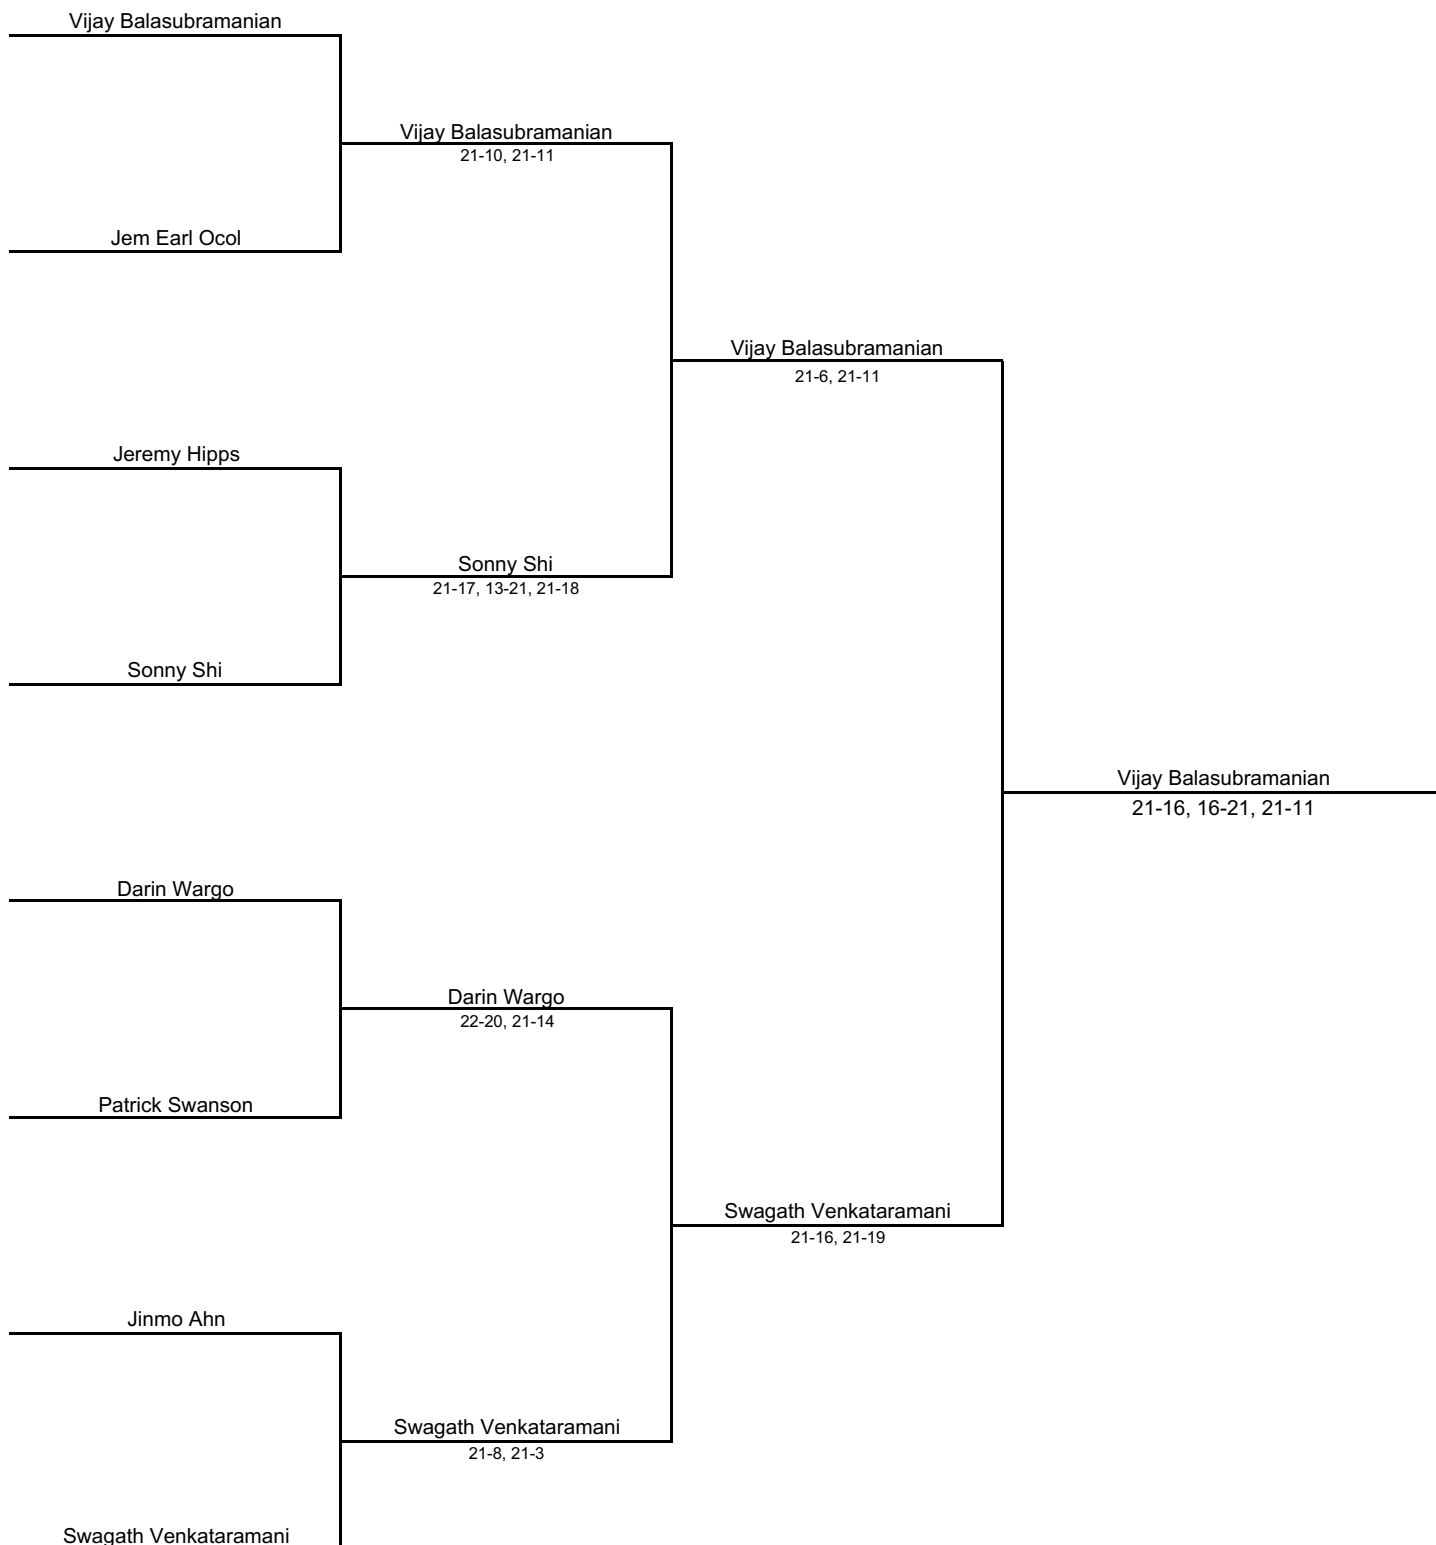 Vijay Balasubramanian
Vijay Balasubramanian
21-10, 21-11
Jem Earl Ocol
Vijay Balasubramanian
21-6, 21-11
Jeremy Hipps
Sonny Shi
21-17, 13-21, 21-18
Sonny Shi
Vijay Balasubramanian
21-16, 16-21, 21-11
Darin Wargo
Darin Wargo
22-20, 21-14
Patrick Swanson
Swagath Venkataramani
21-16, 21-19
Jinmo Ahn
Swagath Venkataramani
21-8, 21-3
Swagath Venkataramani